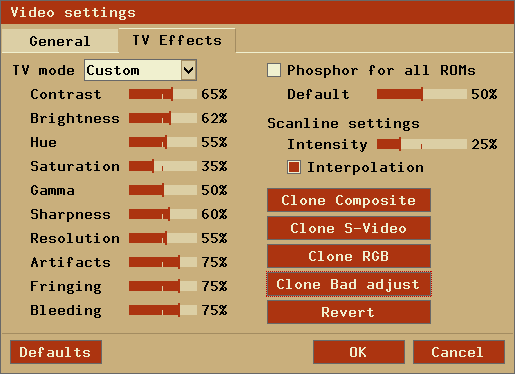 Video settings
General TV Effects
TV mode Custom
Contrast 65%
Brightness 62%
Hue 55%
Saturation 35%
Gamma 50%
Sharpness 60%
Resolution 55%
Artifacts 75%
Fringing 75%
Bleeding 75%
Phosphor for all ROMs
Default 50%
Scanline settings
Intensity 25%
Interpolation
Clone Composite
Clone S-Video
Clone RGB
Clone Bad adjust
Revert
Defaults OK Cancel